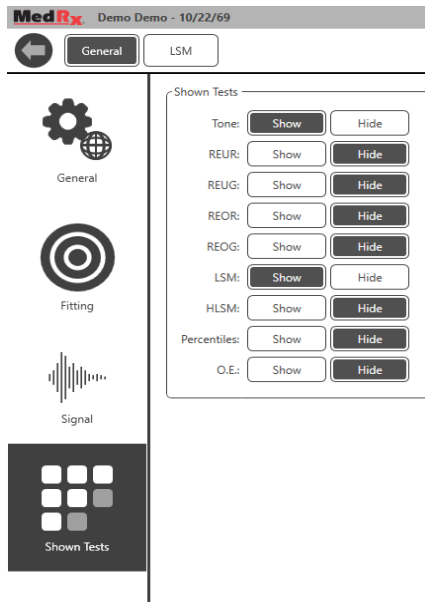 MedRx Demo Demo - 10/22/69
General LSM
Shown Tests
Tone: Show Hide
REUR: Show Hide
REUG: Show Hide
REOR: Show Hide
REOG: Show Hide
LSM: Show Hide
HLSM: Show Hide
Percentiles: Show Hide
O.E.: Show Hide
General
Fitting
Signal
Shown Tests